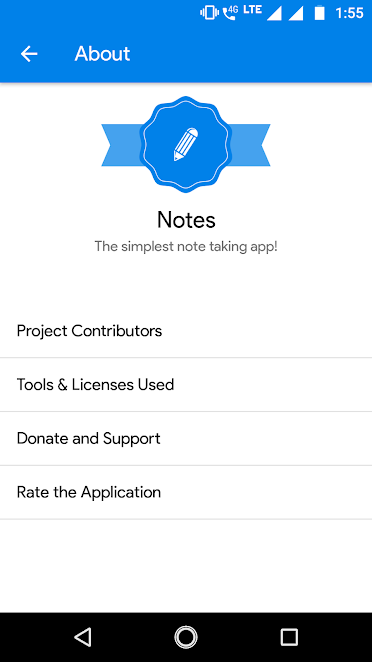 4G LTE 1:55
About
Notes
The simplest note taking app!
Project Contributors
Tools & Licenses Used
Donate and Support
Rate the Application